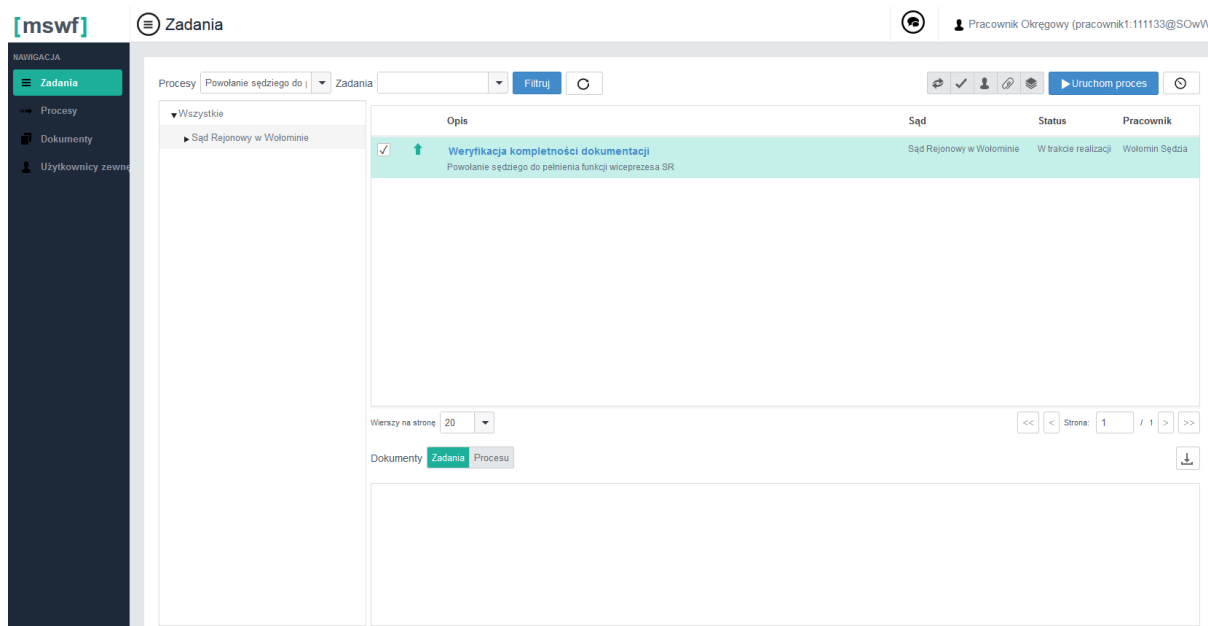 [mswf]
Zadania
Pracownik Okręgowy (pracownik1:111133@SOwW
NAWIGACJA
Zadania
Procesy
Dokumenty
Użytkownicy zewnę
Procesy Powołanie sędziego do p Zadania Filtruj Uruchom proces
Wszystkie
Sąd Rejonowy w Wołominie
Opis Sąd Status Pracownik
Weryfikacja kompletności dokumentacji Sąd Rejonowy w Wołominie W trakcie realizacji Wołomin Sędzia
Powołanie sędziego do pełnienia funkcji wiceprezesa SR
Wierszy na stronę 20 << < Strona: 1 / 1 > >>
Dokumenty Zadania Procesu